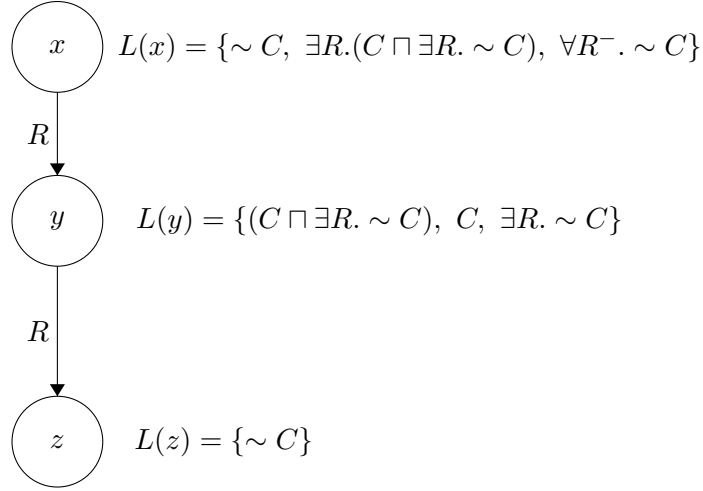 x L(x) = {∼ C, ∃R.(C ⊓ ∃R. ∼ C), ∀R⁻. ∼ C}
R
y L(y) = {(C ⊓ ∃R. ∼ C), C, ∃R. ∼ C}
R
z L(z) = {∼ C}